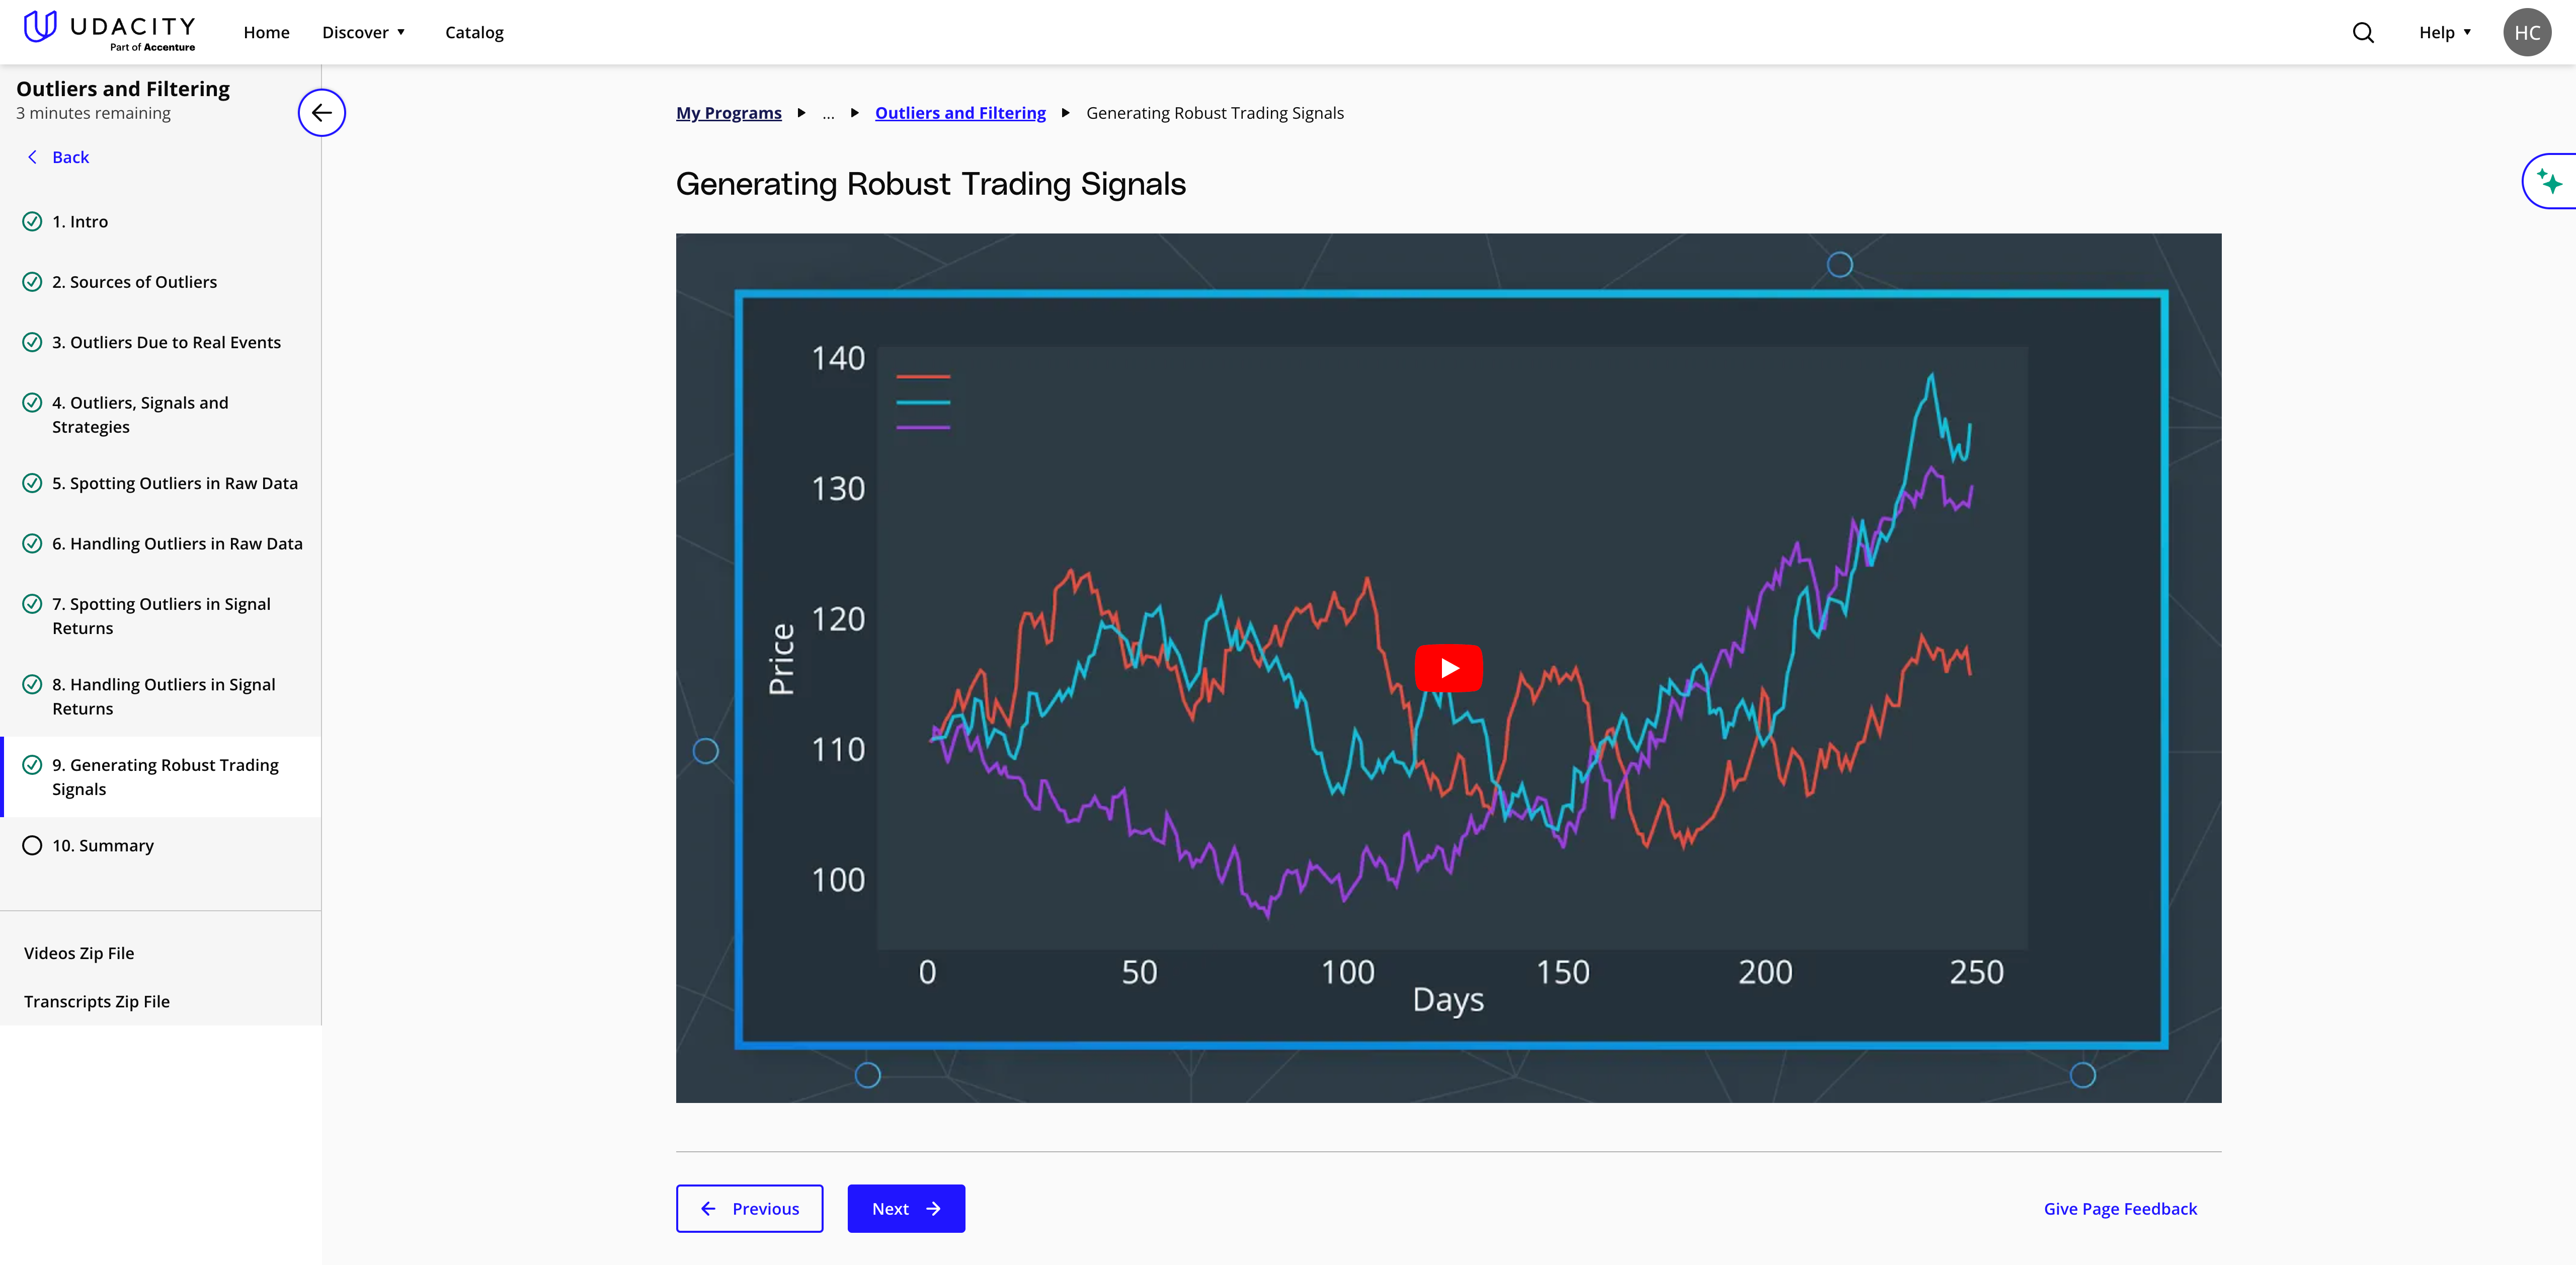 UDACITY
Part of Accenture
Home
Discover
Catalog
Help
HC
Outliers and Filtering
3 minutes remaining
Back
1. Intro
2. Sources of Outliers
3. Outliers Due to Real Events
4. Outliers, Signals and
Strategies
5. Spotting Outliers in Raw Data
6. Handling Outliers in Raw Data
7. Spotting Outliers in Signal
Returns
8. Handling Outliers in Signal
Returns
9. Generating Robust Trading
Signals
10. Summary
Videos Zip File
Transcripts Zip File
My Programs ... Outliers and Filtering Generating Robust Trading Signals
Generating Robust Trading Signals
140
130
120
110
100
Price
0 50 100 150 200 250
Days
Previous
Next
Give Page Feedback